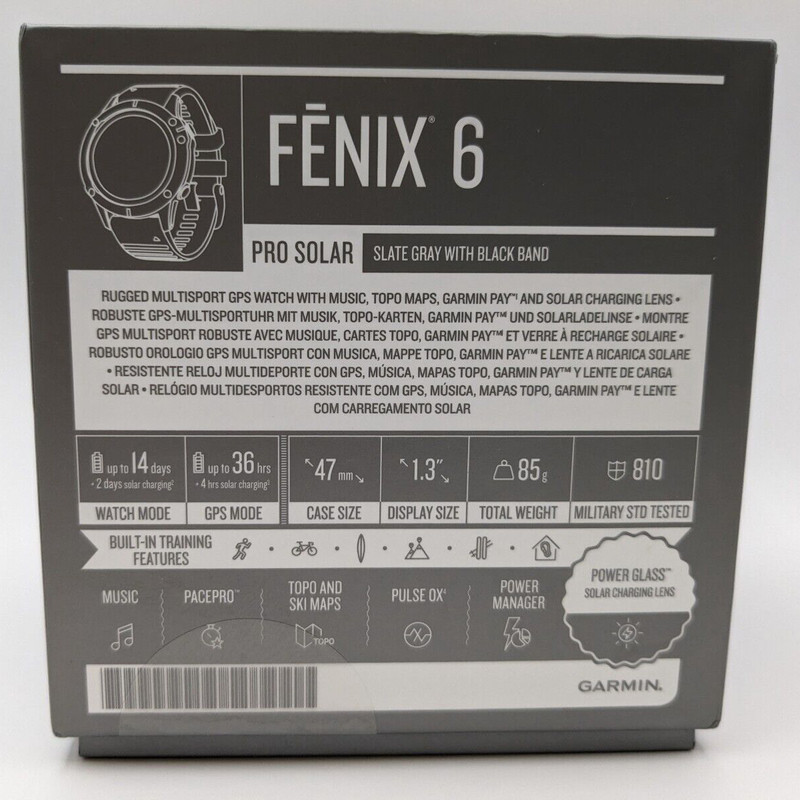 FĒNIX® 6
PRO SOLAR
SLATE GRAY WITH BLACK BAND
RUGGED MULTISPORT GPS WATCH WITH MUSIC, TOPO MAPS, GARMIN PAY™¹ AND SOLAR CHARGING LENS •
ROBUSTE GPS-MULTISPORTUHR MIT MUSIK, TOPO-KARTEN, GARMIN PAY™ UND SOLARLADELINSE • MONTRE
GPS MULTISPORT ROBUSTE AVEC MUSIQUE, CARTES TOPO, GARMIN PAY™ ET VERRE À RECHARGE SOLAIRE •
ROBUSTO OROLOGIO GPS MULTISPORT CON MUSICA, MAPPE TOPO, GARMIN PAY™ E LENTE A RICARICA SOLARE
• RESISTENTE RELOJ MULTIDEPORTE CON GPS, MÚSICA, MAPAS TOPO, GARMIN PAY™ Y LENTE DE CARGA
SOLAR • RELÓGIO MULTIDESPORTOS RESISTENTE COM GPS, MÚSICA, MAPAS TOPO, GARMIN PAY™ E LENTE
COM CARREGAMENTO SOLAR
up to 14 days
+ 2 days solar charging²
WATCH MODE
up to 36 hrs
+ 4 hrs solar charging³
GPS MODE
47 mm
CASE SIZE
1.3″
DISPLAY SIZE
85g
TOTAL WEIGHT
810
MILITARY STD TESTED
BUILT-IN TRAINING
FEATURES
MUSIC
PACEPRO™
TOPO AND
SKI MAPS
TOPO
PULSE OX⁴
POWER
MANAGER
POWER GLASS™
SOLAR CHARGING LENS
GARMIN.